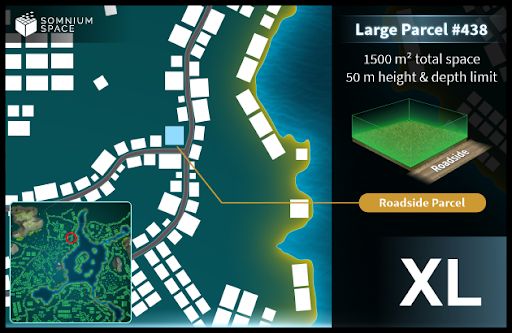 SOMNIUM
SPACE
Large Parcel #438
1500 m² total space
50 m height & depth limit
Roadside
Roadside Parcel
XL